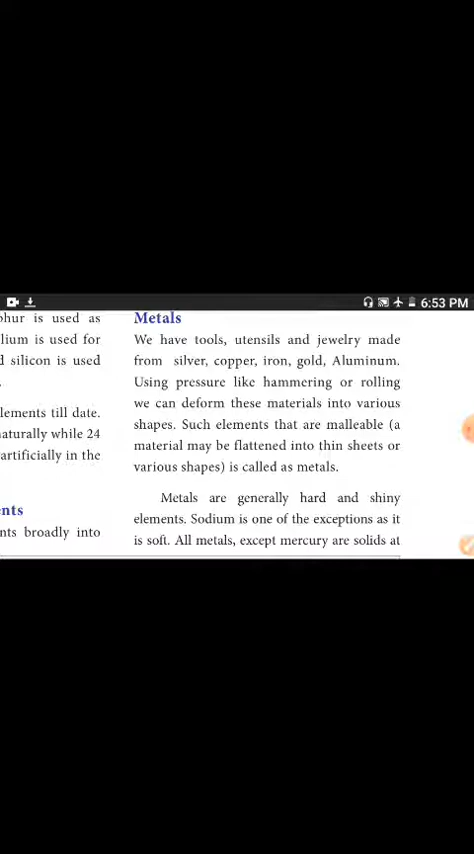 6:53 PM
phur is used as
lium is used for
d silicon is used
.
lements till date.
naturally while 24
artificially in the
ents
nts broadly into
Metals
We have tools, utensils and jewelry made
from silver, copper, iron, gold, Aluminum.
Using pressure like hammering or rolling
we can deform these materials into various
shapes. Such elements that are malleable (a
material may be flattened into thin sheets or
various shapes) is called as metals.
Metals are generally hard and shiny
elements. Sodium is one of the exceptions as it
is soft. All metals, except mercury are solids at